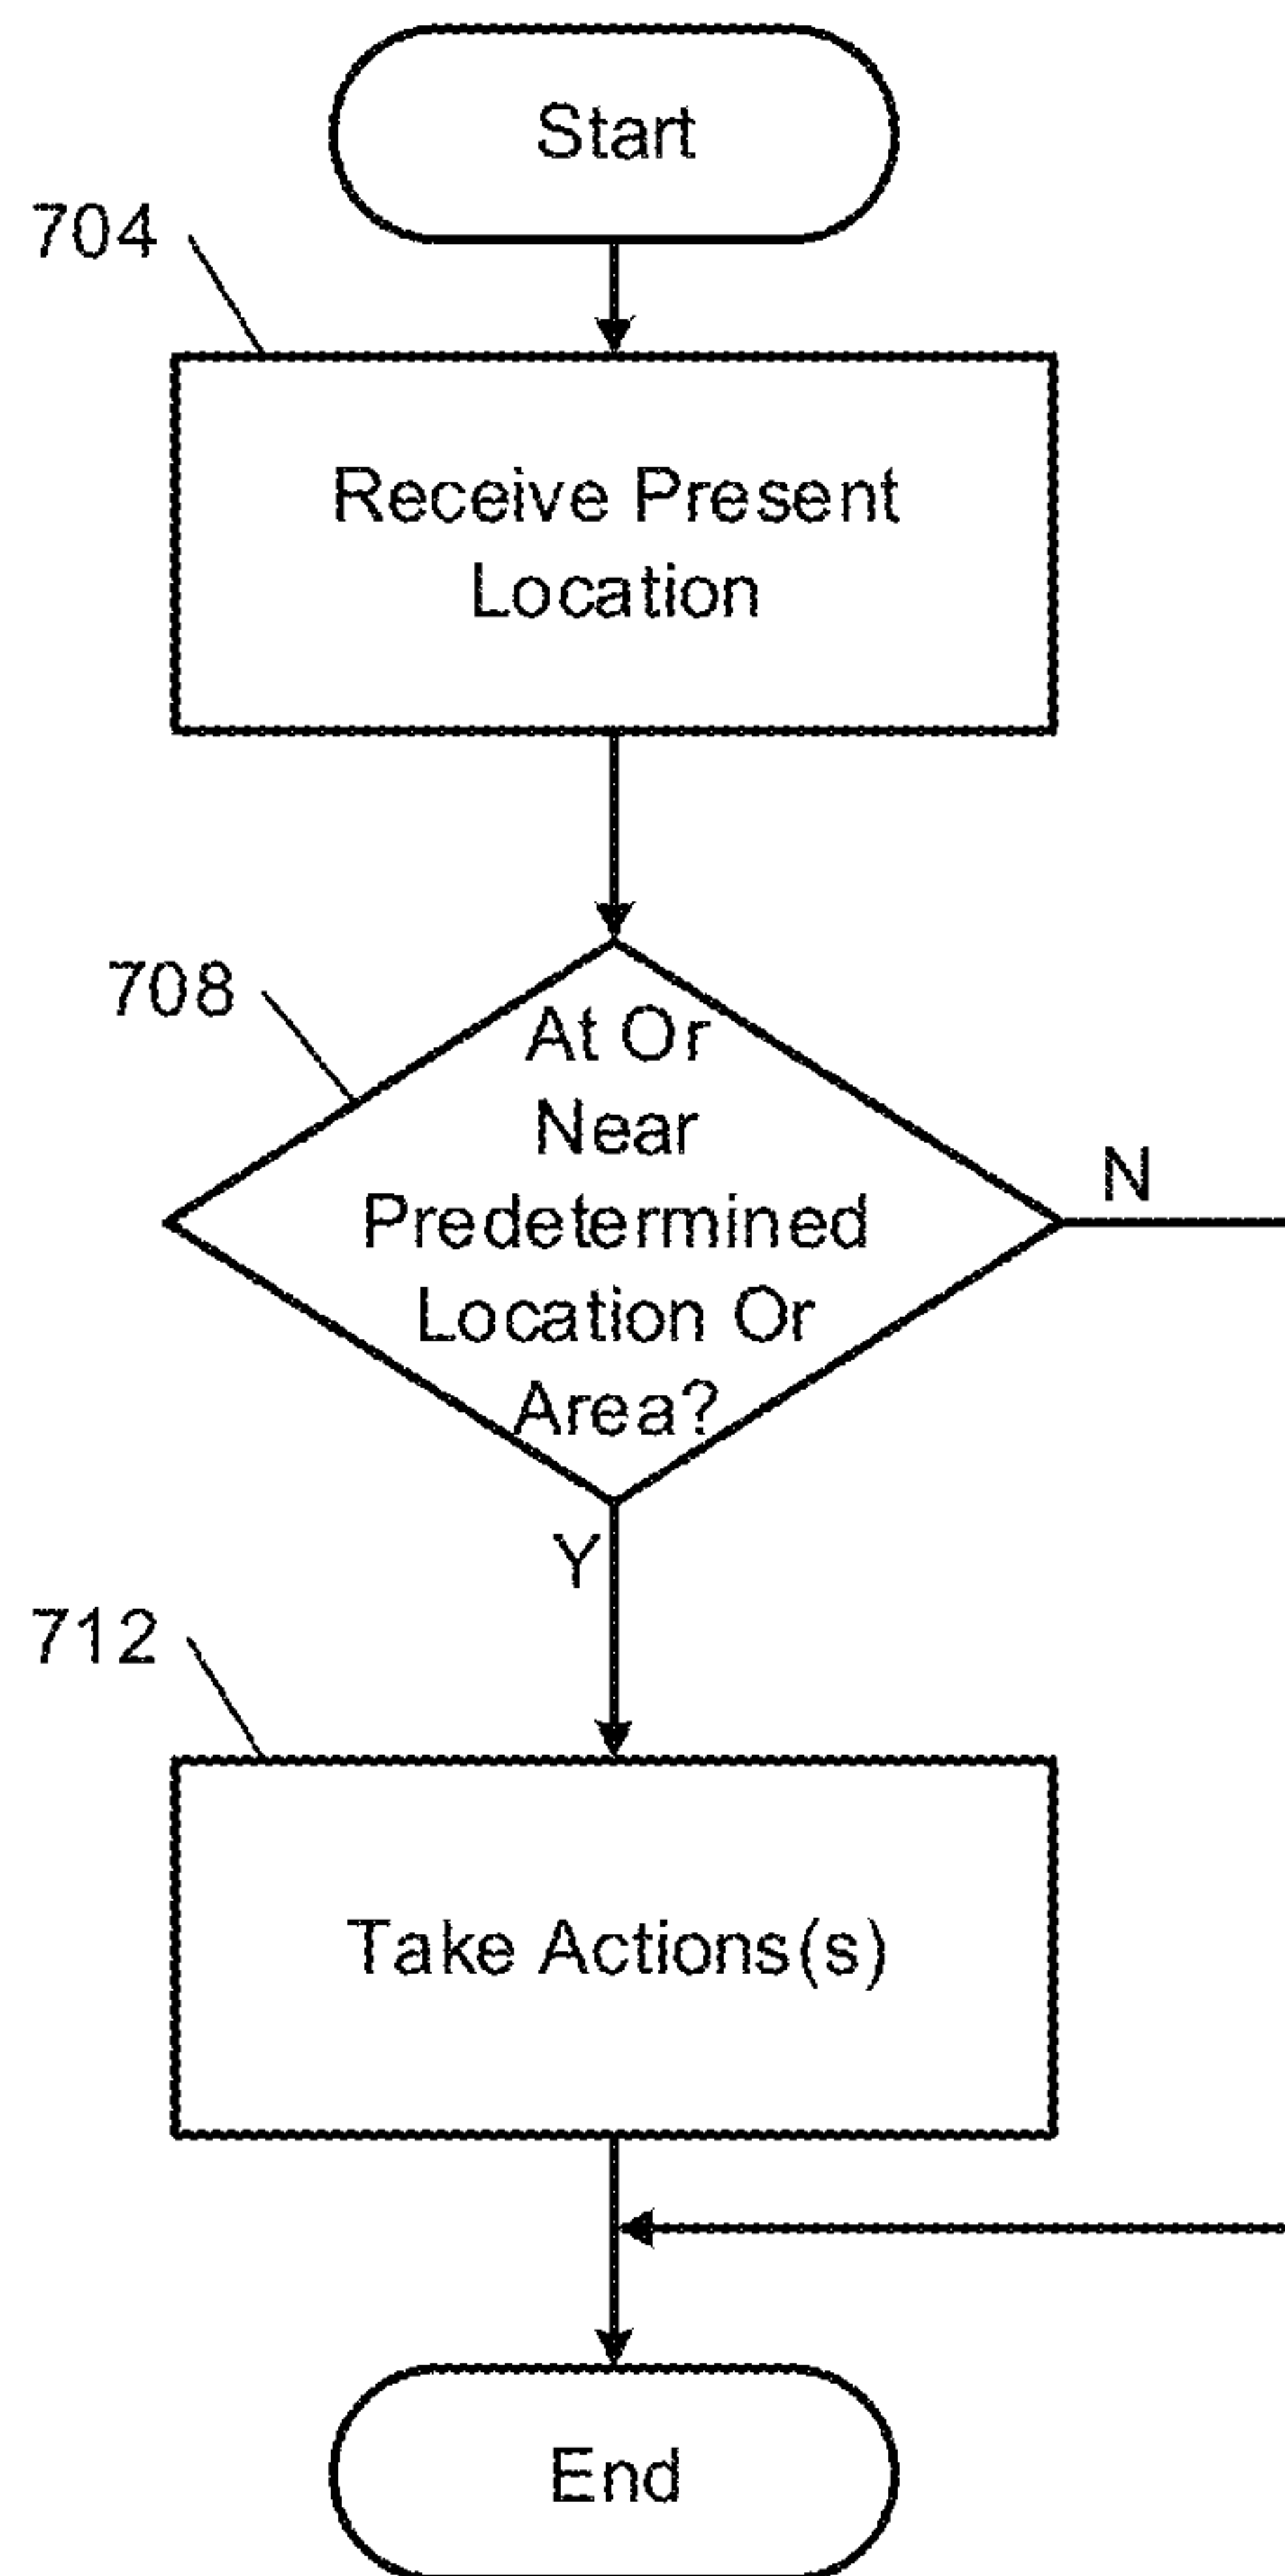 Start
704
Receive Present
Location
708
At Or
Near
Predetermined
Location Or
Area?
N
Y
712
Take Actions(s)
End